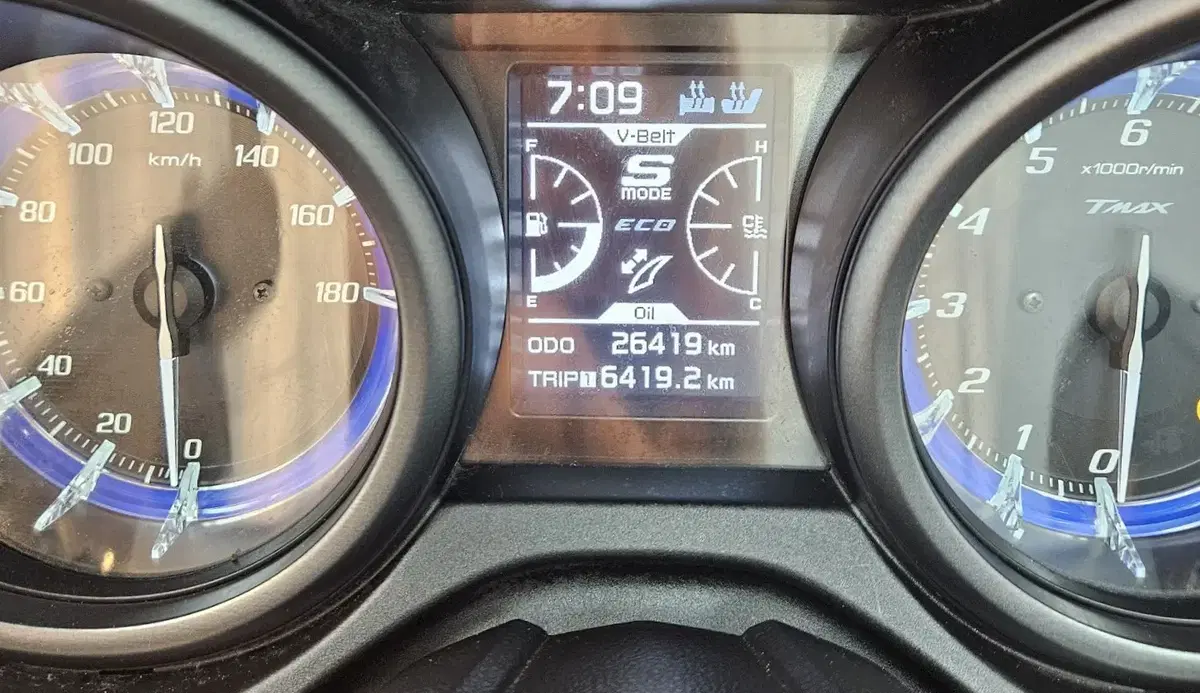 120
100
km/h
140
80
160
60
180
40
20
0
7:09
V-Belt
F
H
S
MODE
ECO
E
C
Oil
ODO 26419 km
TRIP 1 6419.2 km
6
5
x1000r/min
TMAX
4
3
2
1
0